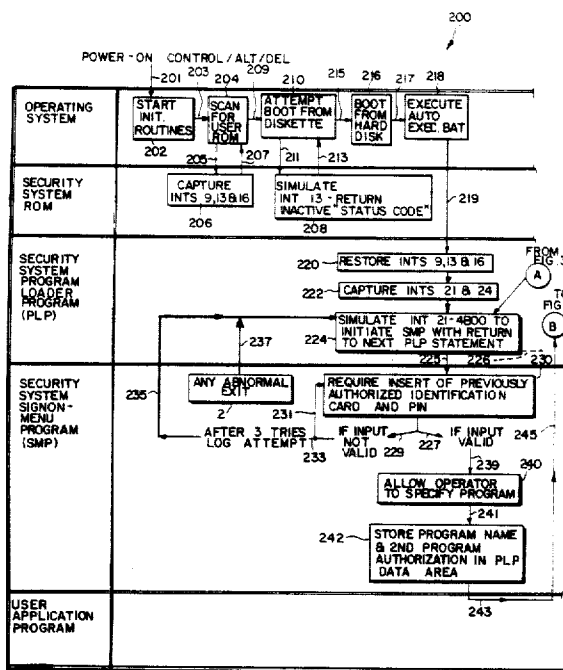 200
POWER-ON CONTROL/ALT/DEL
201
203
204
209
210
215
216
217
218
OPERATING
SYSTEM
START
INIT.
ROUTINES
202
SCAN
FOR
USER
ROM
ATTEMPT
BOOT FROM
DISKETTE
BOOT
FROM
HARD
DISK
EXECUTE
AUTO
EXEC. BAT
205
207
211
213
219
SECURITY
SYSTEM
ROM
CAPTURE
INTS 9,13 & 16
206
SIMULATE
INT 13-RETURN
INACTIVE "STATUS CODE"
208
SECURITY
SYSTEM
PROGRAM
LOADER
PROGRAM
(PLP)
FROM
FIG. 3
A
220
RESTORE INTS 9,13 & 16
222
CAPTURE INTS 21 & 24
TO
FIG
B
224
SIMULATE INT 21-4B00 TO
INITIATE SMP WITH RETURN
TO NEXT PLP STATEMENT
237
225
226
230
SECURITY
SYSTEM
SIGNON-
MENU
PROGRAM
(SMP)
235
ANY ABNORMAL
EXIT
2
231
REQUIRE INSERT OF PREVIOUSLY
AUTHORIZED IDENTIFICATION
CARD AND PIN
245
AFTER 3 TRIES
LOG ATTEMPT
233
IF INPUT
NOT
VALID
229
227
IF INPUT
VALID
239
240
ALLOW OPERATOR
TO SPECIFY PROGRAM
241
242
STORE PROGRAM NAME
& 2ND PROGRAM
AUTHORIZATION IN PLP
DATA AREA
243
USER
APPLICATION
PROGRAM